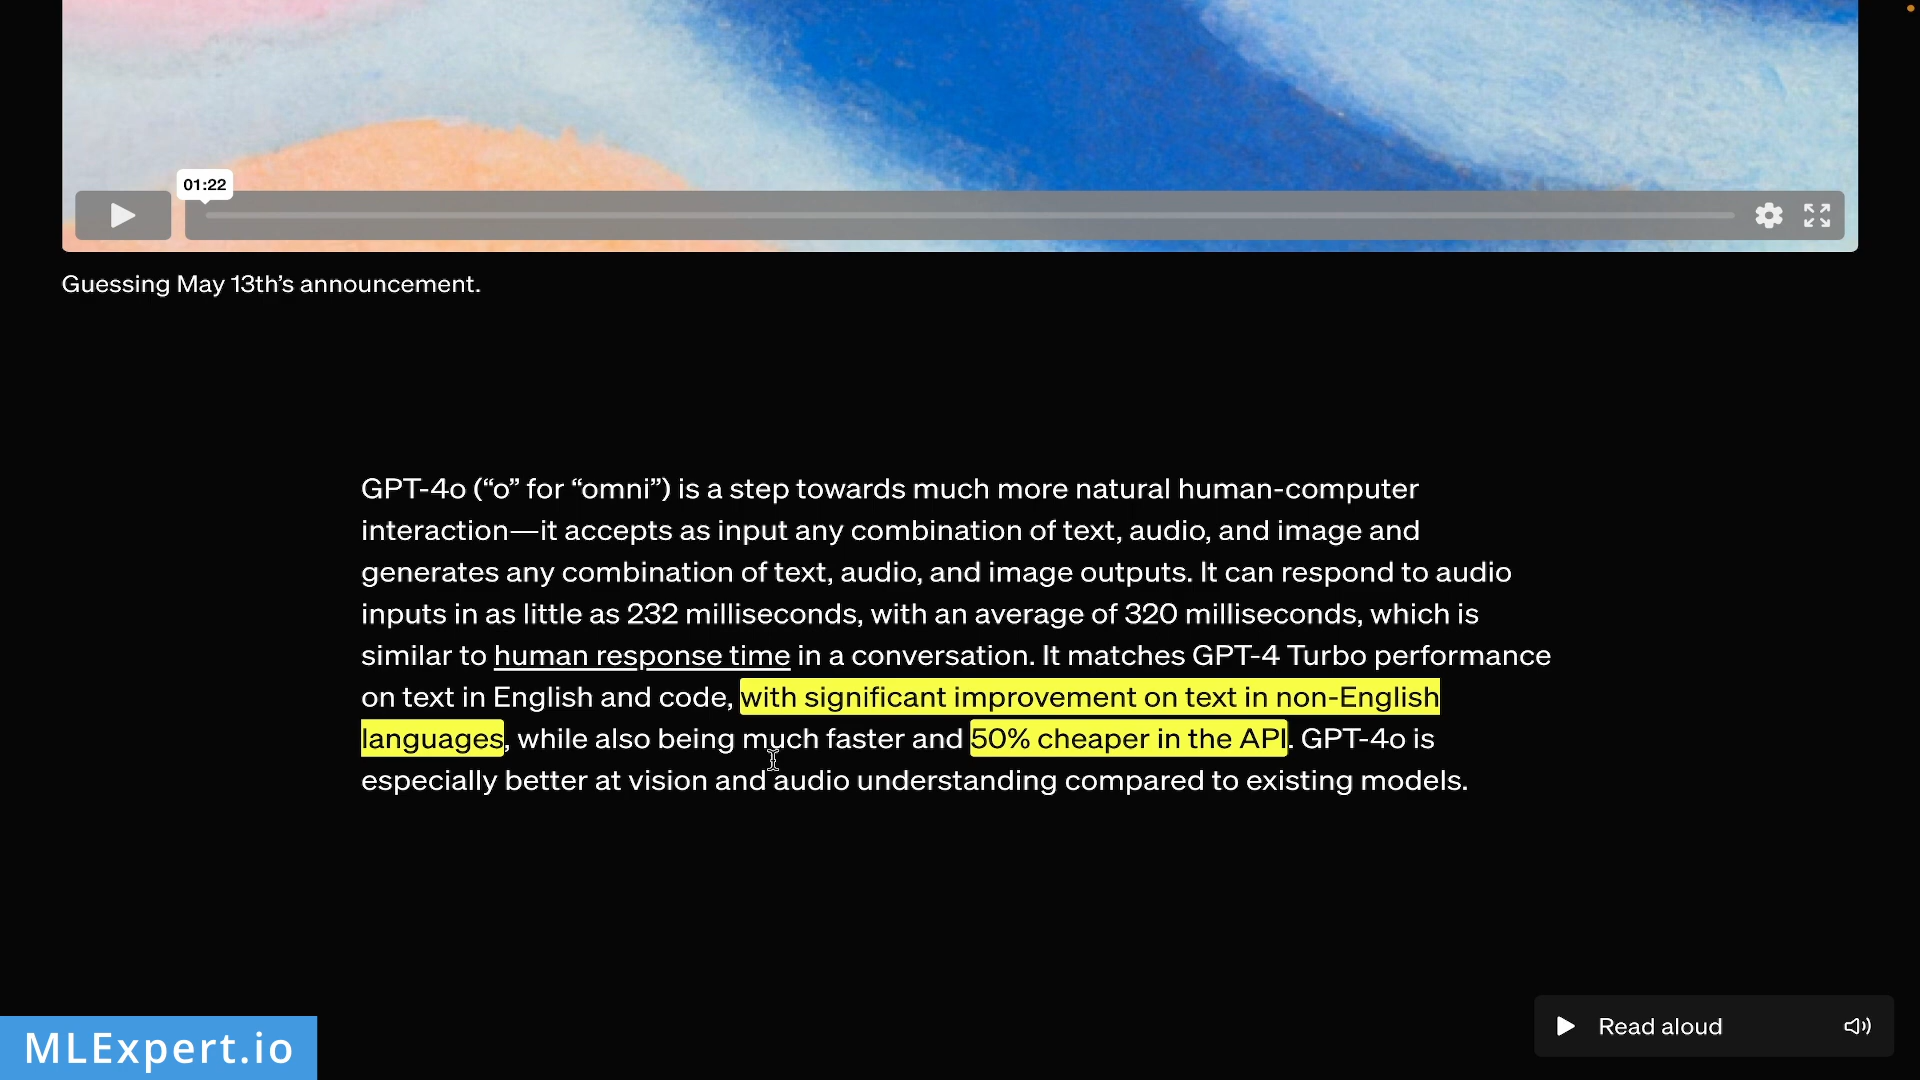 01:22
Guessing May 13th’s announcement.
GPT-4o (“o” for “omni”) is a step towards much more natural human-computer
interaction—it accepts as input any combination of text, audio, and image and
generates any combination of text, audio, and image outputs. It can respond to audio
inputs in as little as 232 milliseconds, with an average of 320 milliseconds, which is
similar to human response time in a conversation. It matches GPT-4 Turbo performance
on text in English and code, with significant improvement on text in non-English
languages, while also being much faster and 50% cheaper in the API. GPT-4o is
especially better at vision and audio understanding compared to existing models.
Read aloud
MLExpert.io